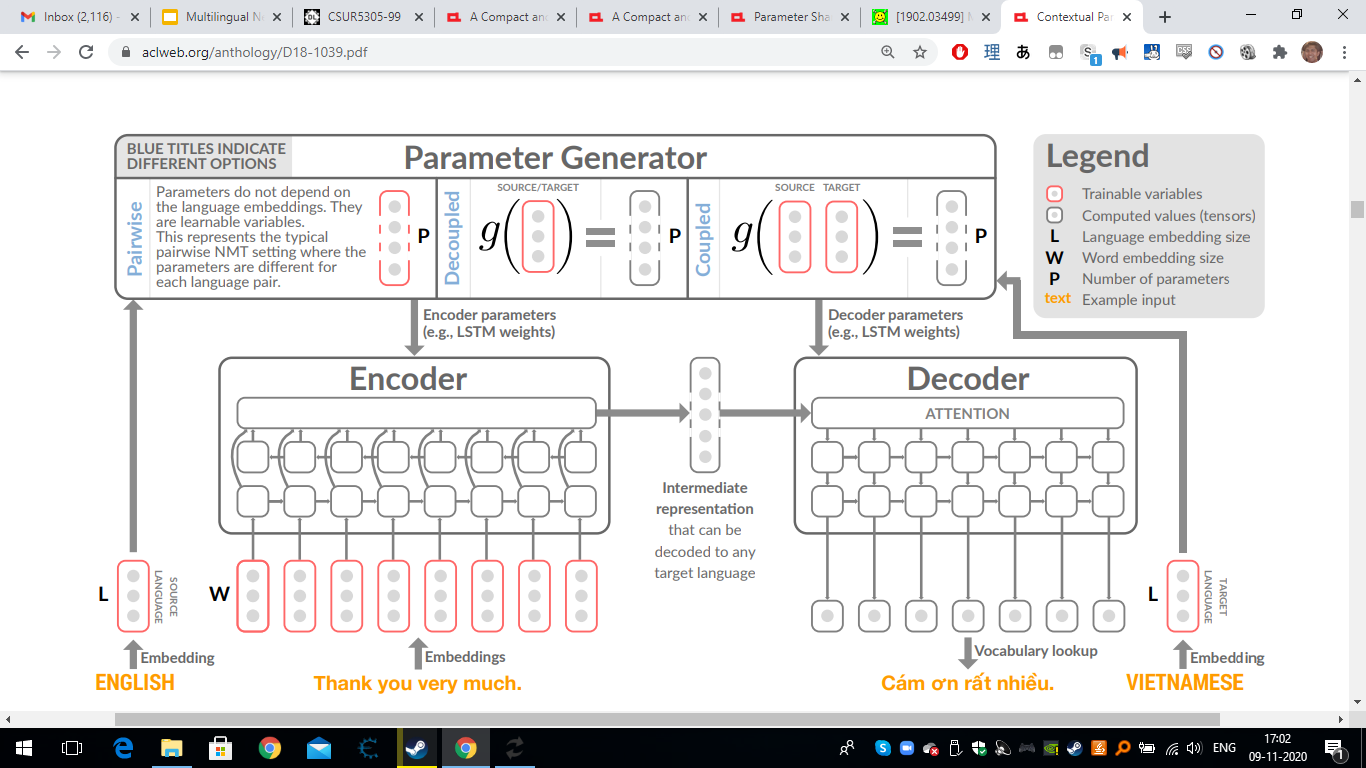 Inbox (2,116) -
Multilingual N
CSUR5305-99
A Compact an
A Compact an
Parameter Sha
[1902.03499] M
Contextual Par
aclweb.org/anthology/D18-1039.pdf
BLUE TITLES INDICATE
DIFFERENT OPTIONS
Parameter Generator
Pairwise
Parameters do not depend on
the language embeddings. They
are learnable variables.
This represents the typical
pairwise NMT setting where the
parameters are different for
each language pair.
P
Decoupled
SOURCE/TARGET
g( ) = P
Coupled
SOURCE TARGET
g( ) = P
Legend
Trainable variables
Computed values (tensors)
L Language embedding size
W Word embedding size
P Number of parameters
text Example input
Encoder parameters
(e.g., LSTM weights)
Decoder parameters
(e.g., LSTM weights)
Encoder
Decoder
ATTENTION
Intermediate
representation
that can be
decoded to any
target language
L
SOURCE
LANGUAGE
W
L
TARGET
LANGUAGE
Embedding
Embeddings
Vocabulary lookup
Embedding
ENGLISH
Thank you very much.
Cám ơn rất nhiều.
VIETNAMESE
ENG
17:02
09-11-2020